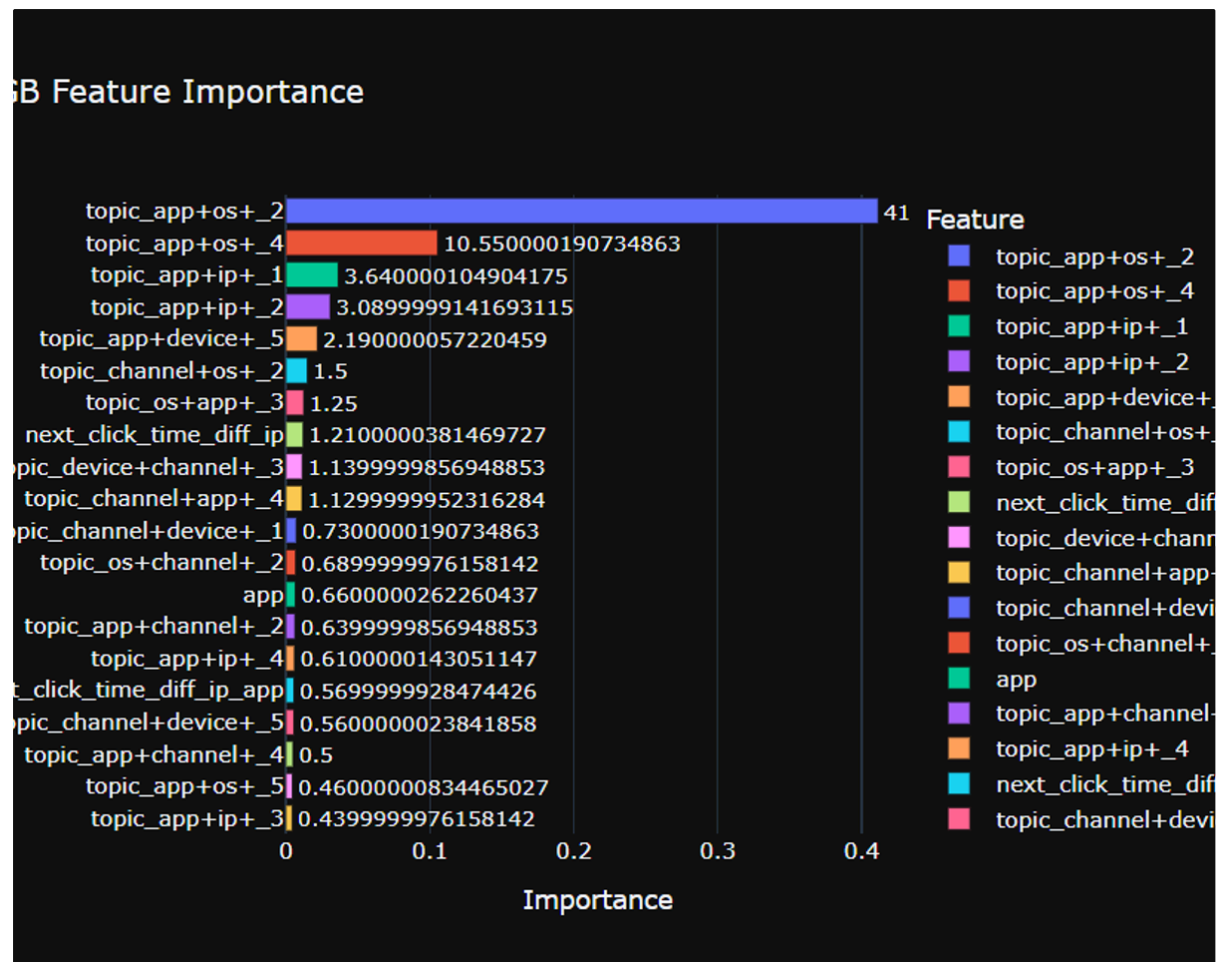 GB Feature Importance
topic_app+os+_2 41
topic_app+os+_4 10.550000190734863
topic_app+ip+_1 3.640000104904175
topic_app+ip+_2 3.0899999141693115
topic_app+device+_5 2.190000057220459
topic_channel+os+_2 1.5
topic_os+app+_3 1.25
next_click_time_diff_ip 1.2100000381469727
opic_device+channel+_3 1.1399999856948853
topic_channel+app+_4 1.1299999952316284
opic_channel+device+_1 0.7300000190734863
topic_os+channel+_2 0.6899999976158142
app 0.6600000262260437
topic_app+channel+_2 0.6399999856948853
topic_app+ip+_4 0.6100000143051147
t_click_time_diff_ip_app 0.5699999928474426
opic_channel+device+_5 0.5600000023841858
topic_app+channel+_4 0.5
topic_app+os+_5 0.46000000834465027
topic_app+ip+_3 0.4399999976158142
0 0.1 0.2 0.3 0.4
Importance
Feature
topic_app+os+_2
topic_app+os+_4
topic_app+ip+_1
topic_app+ip+_2
topic_app+device+_
topic_channel+os+_
topic_os+app+_3
next_click_time_dif
topic_device+chann
topic_channel+app+
topic_channel+devi
topic_os+channel+_
app
topic_app+channel+
topic_app+ip+_4
next_click_time_dif
topic_channel+devi